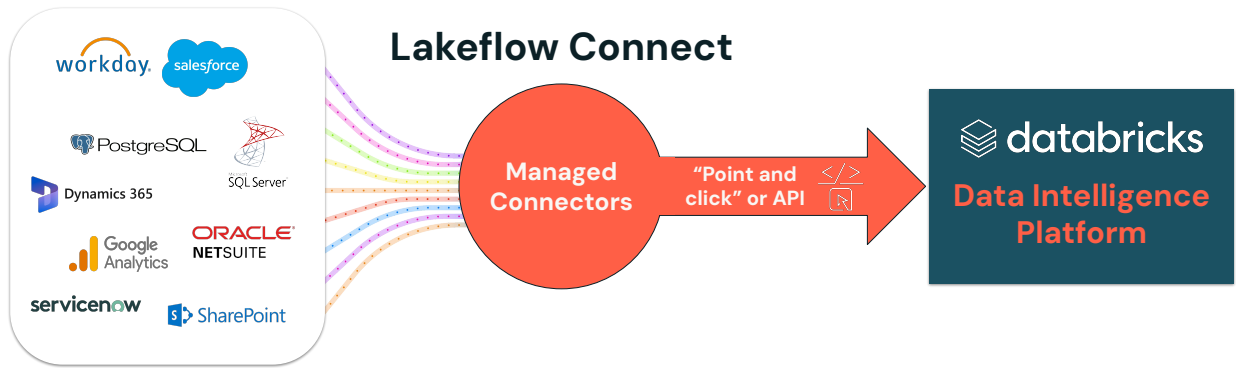 Lakeflow Connect
workday.
salesforce
PostgreSQL
Microsoft
SQL Server
Dynamics 365
Google
Analytics
ORACLE
NETSUITE
servicenow
S
SharePoint
Managed
Connectors
“Point and
click” or API
</>
databricks
Data Intelligence
Platform